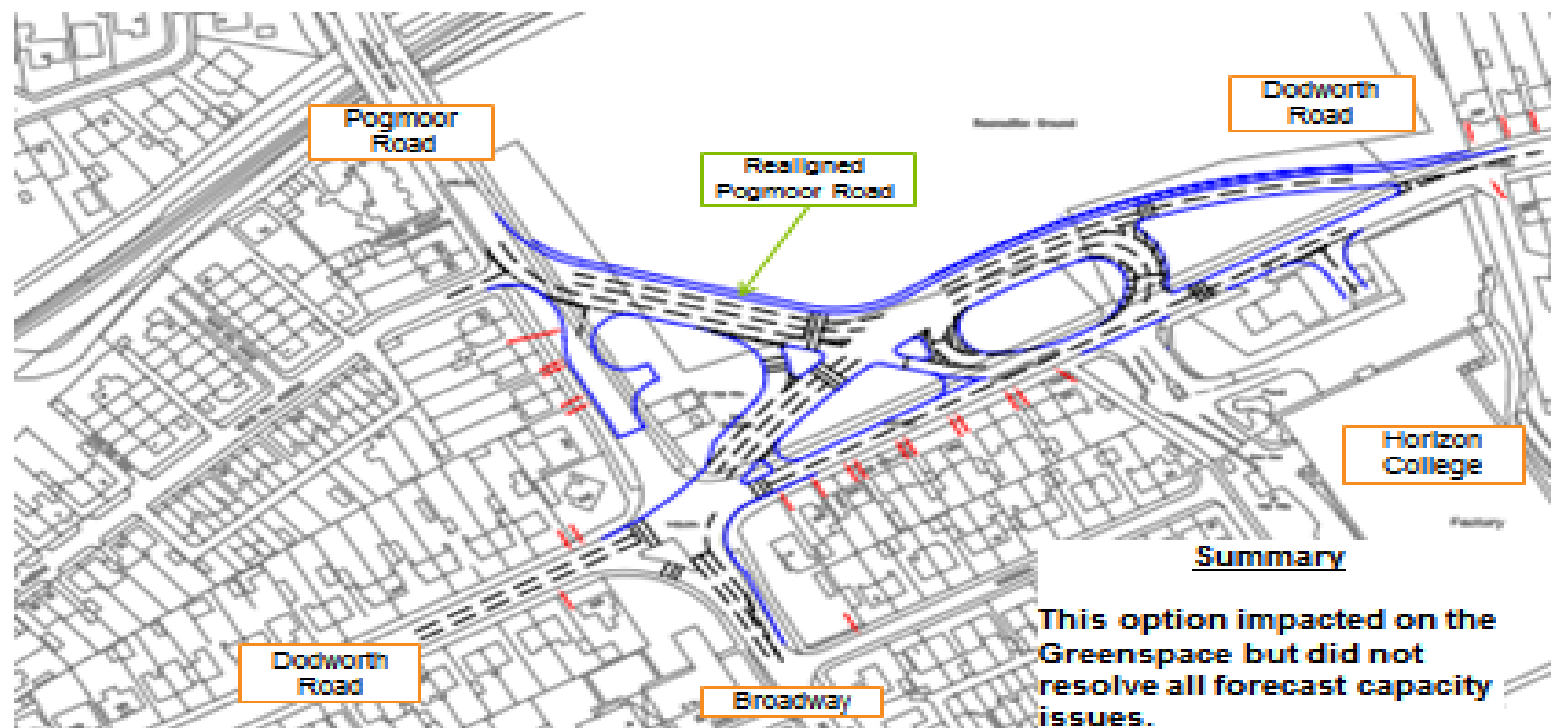 Pogmoor
Road
Dodworth
Road
Realigned
Pogmoor Road
Horizon
College
Factory
Summary
This option impacted on the
Greenspace but did not
resolve all forecast capacity
issues.
Dodworth
Road
Broadway